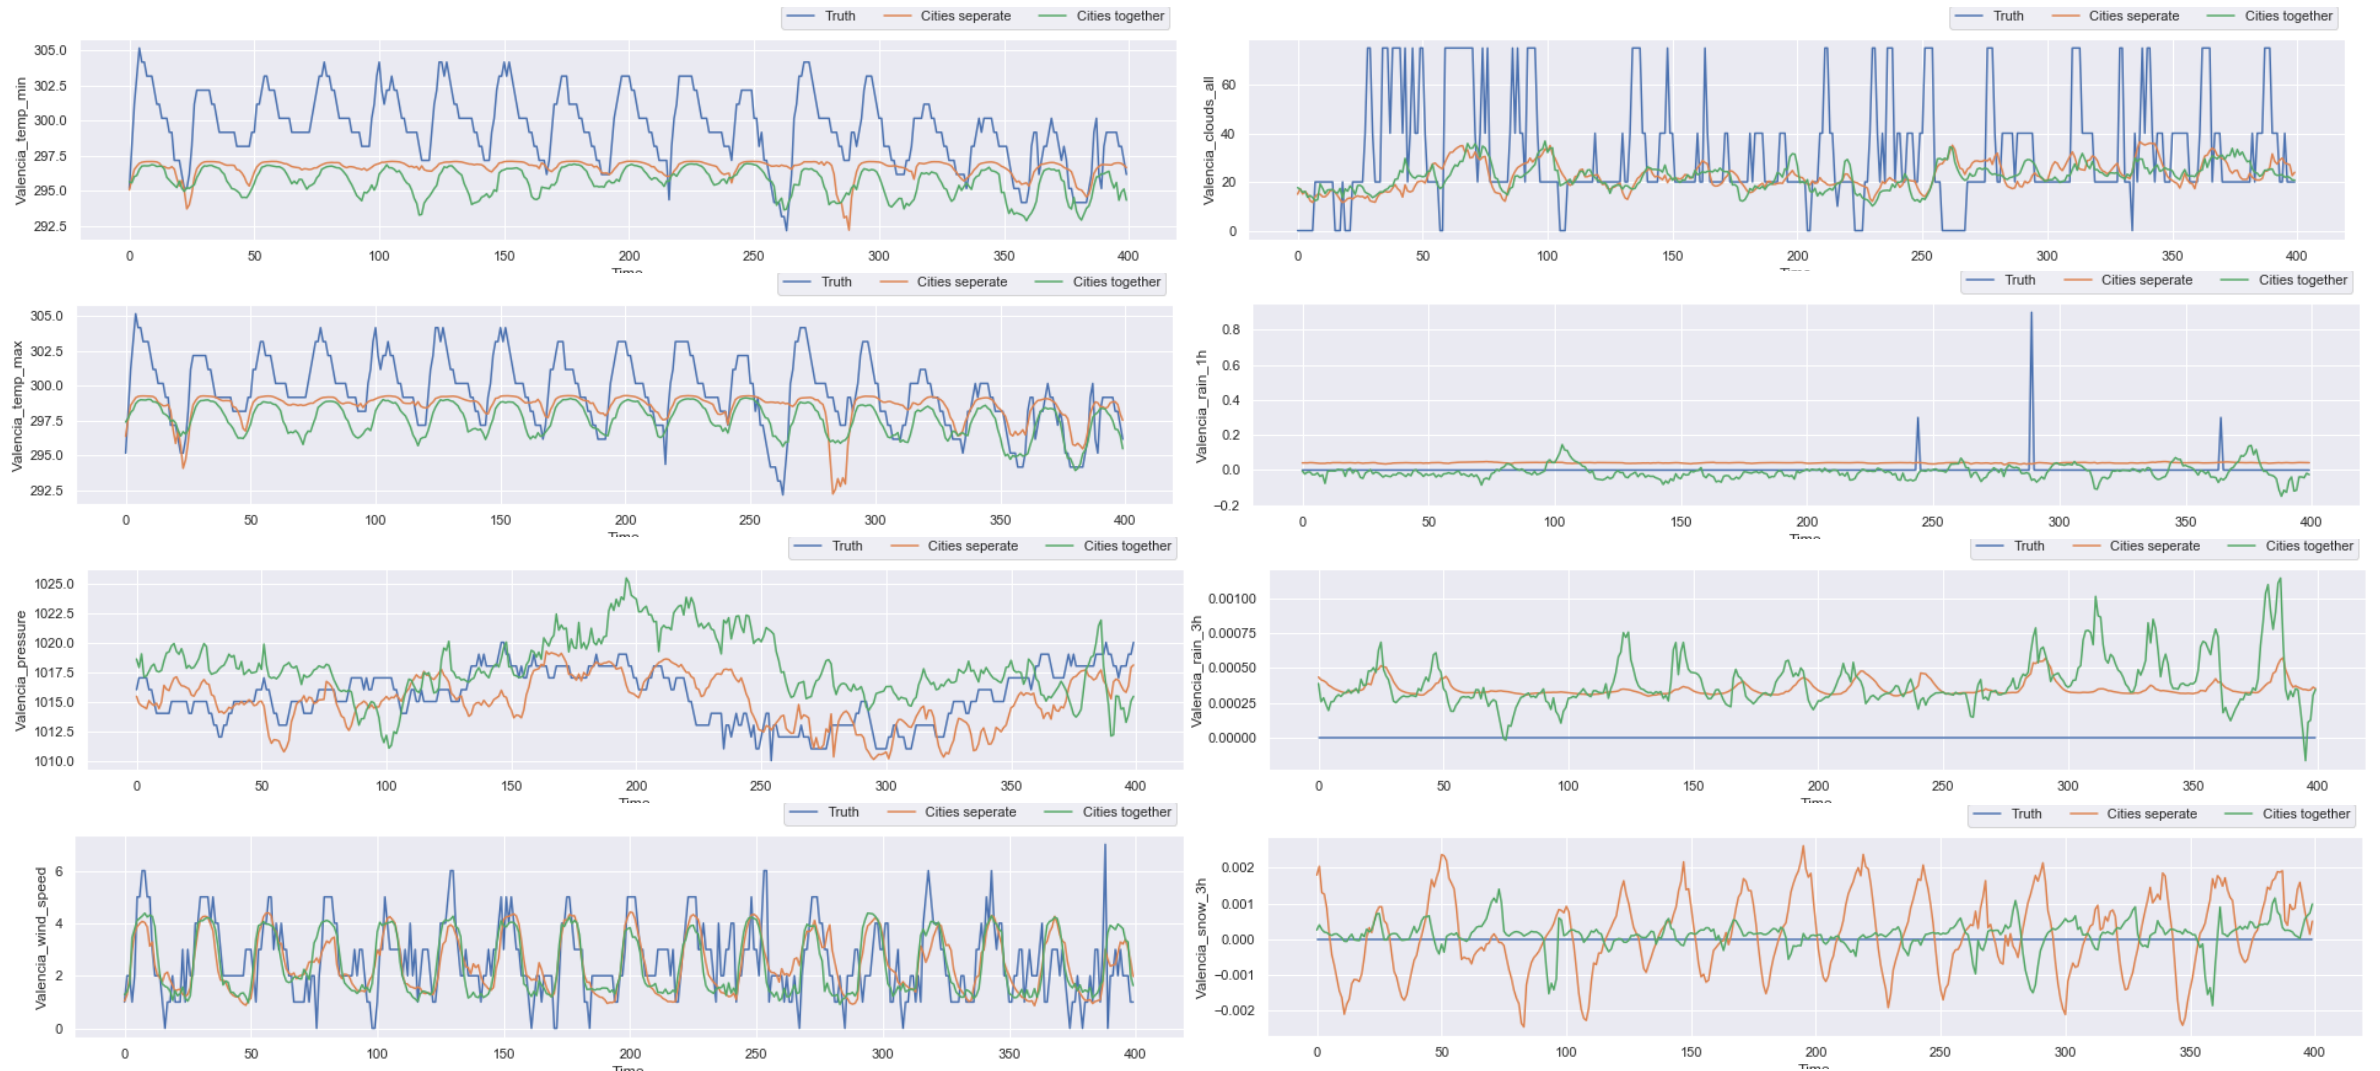 Truth Cities seperate Cities together
Valencia_temp_min
305.0
302.5
300.0
297.5
295.0
292.5
0 50 100 150 200 250 300 350 400
Time
Truth Cities seperate Cities together
Valencia_clouds_all
60
40
20
0
0 50 100 150 200 250 300 350 400
Time
Truth Cities seperate Cities together
Valencia_temp_max
305.0
302.5
300.0
297.5
295.0
292.5
0 50 100 150 200 250 300 350 400
Time
Truth Cities seperate Cities together
Valencia_rain_1h
0.8
0.6
0.4
0.2
0.0
−0.2
0 50 100 150 200 250 300 350 400
Time
Truth Cities seperate Cities together
Valencia_pressure
1025.0
1022.5
1020.0
1017.5
1015.0
1012.5
1010.0
0 50 100 150 200 250 300 350 400
Time
Truth Cities seperate Cities together
Valencia_rain_3h
0.00100
0.00075
0.00050
0.00025
0.00000
0 50 100 150 200 250 300 350 400
Time
Truth Cities seperate Cities together
Valencia_wind_speed
6
4
2
0
0 50 100 150 200 250 300 350 400
Time
Truth Cities seperate Cities together
Valencia_snow_3h
0.002
0.001
0.000
−0.001
−0.002
0 50 100 150 200 250 300 350 400
Time